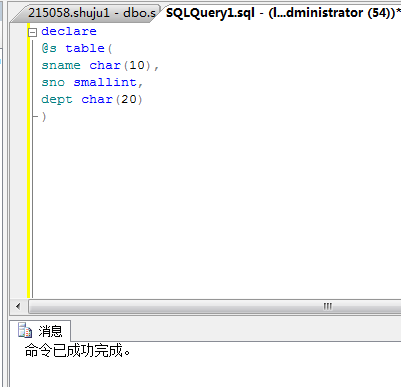 215058.shuju1 - dbo.s SQLQuery1.sql - (l...dministrator (54))*
declare
@s table(
sname char(10),
sno smallint,
dept char(20)
)
消息
命令已成功完成。